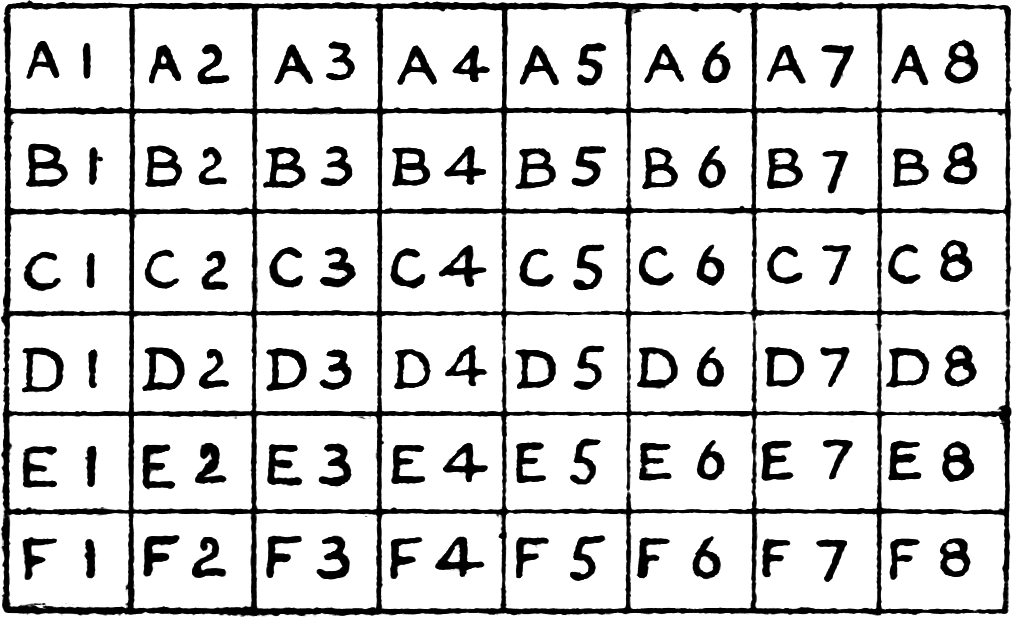 A1 A2 A3 A4 A5 A6 A7 A8
B1 B2 B3 B4 B5 B6 B7 B8
C1 C2 C3 C4 C5 C6 C7 C8
D1 D2 D3 D4 D5 D6 D7 D8
E1 E2 E3 E4 E5 E6 E7 E8
F1 F2 F3 F4 F5 F6 F7 F8